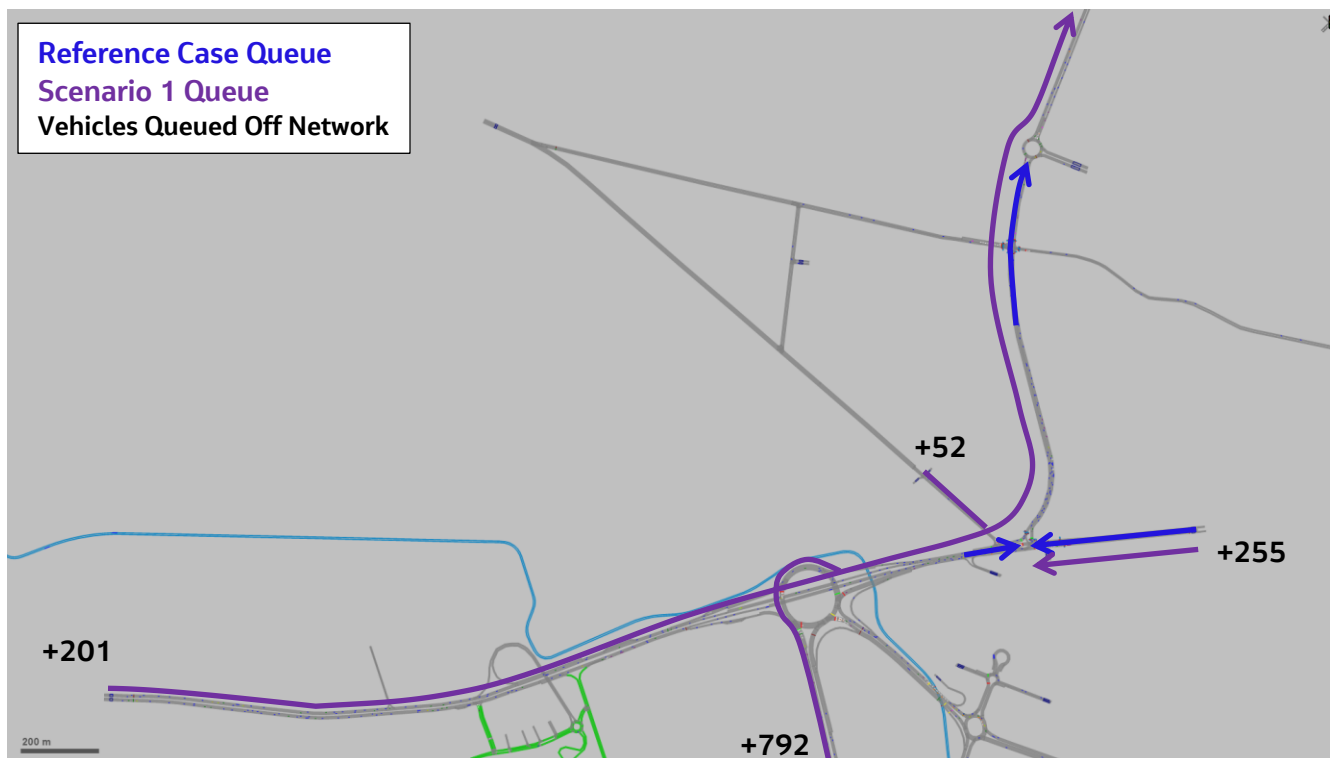 Reference Case Queue
Scenario 1 Queue
Vehicles Queued Off Network
+52
+255
+201
+792
200 m